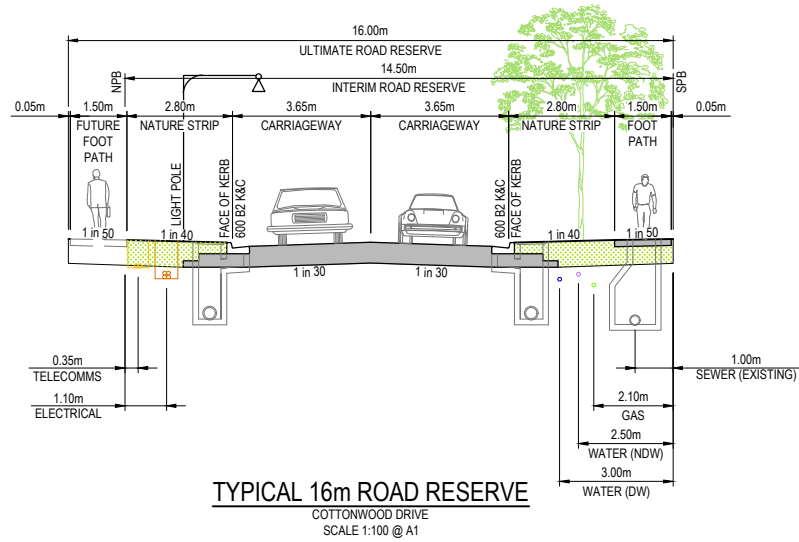 16.00m
ULTIMATE ROAD RESERVE
NPB
14.50m
SPB
INTERIM ROAD RESERVE
0.05m
1.50m
2.80m
3.65m
3.65m
2.80m
1.50m
0.05m
FUTURE
FOOT
PATH
NATURE STRIP
CARRIAGEWAY
CARRIAGEWAY
NATURE STRIP
FOOT
PATH
LIGHT POLE
FACE OF KERB
600 B2 K&C
600 B2 K&C
FACE OF KERB
1 in 50
1 in 40
1 in 40
1 in 50
1 in 30
1 in 30
0.35m
TELECOMMS
1.10m
ELECTRICAL
1.00m
SEWER (EXISTING)
2.10m
GAS
2.50m
WATER (NDW)
3.00m
WATER (DW)
TYPICAL 16m ROAD RESERVE
COTTONWOOD DRIVE
SCALE 1:100 @ A1